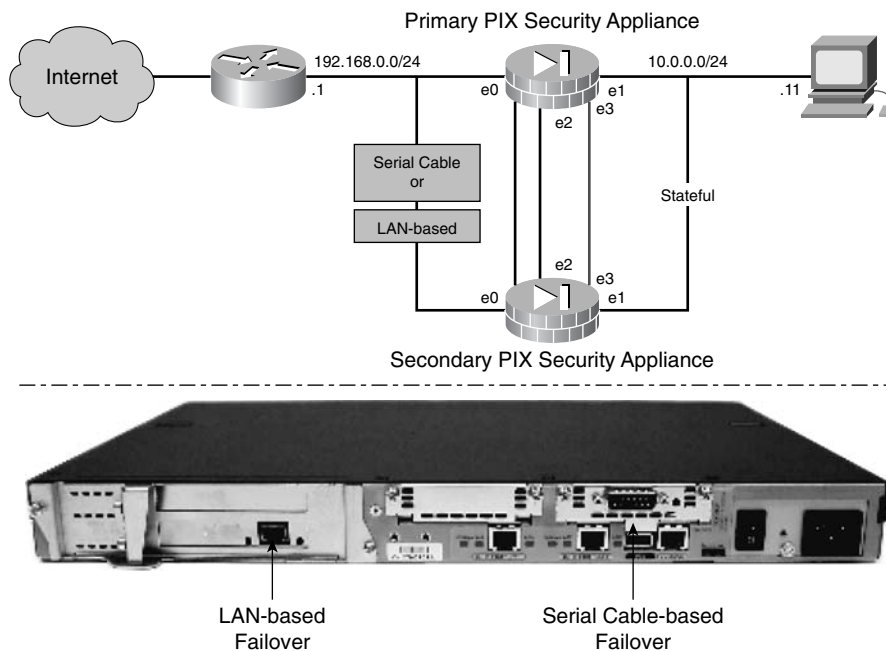 Primary PIX Security Appliance
Internet
192.168.0.0/24
.1
e0
e1
e3
e2
10.0.0.0/24
.11
Serial Cable
or
LAN-based
Stateful
e2
e3
e0
e1
Secondary PIX Security Appliance
LAN-based
Failover
Serial Cable-based
Failover